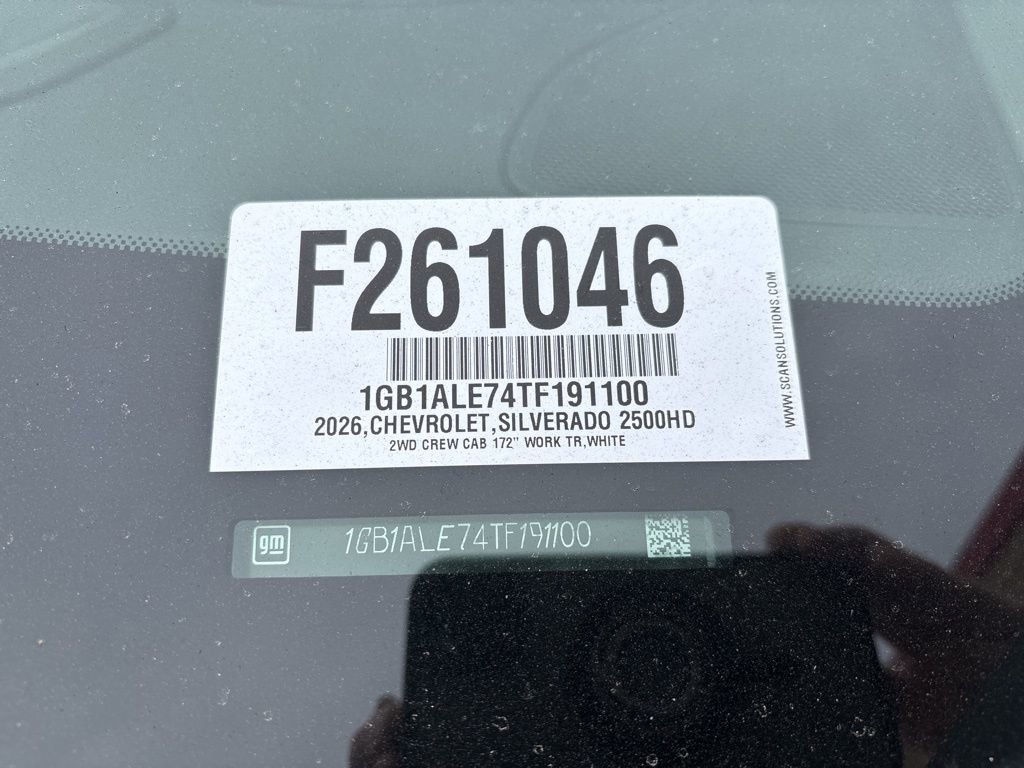 F261046
1GB1ALE74TF191100
2026,CHEVROLET,SILVERADO 2500HD
2WD CREW CAB 172" WORK TR,WHITE
WWW.SCANSOLUTIONS.COM
gm 1GB1ALE74TF191100